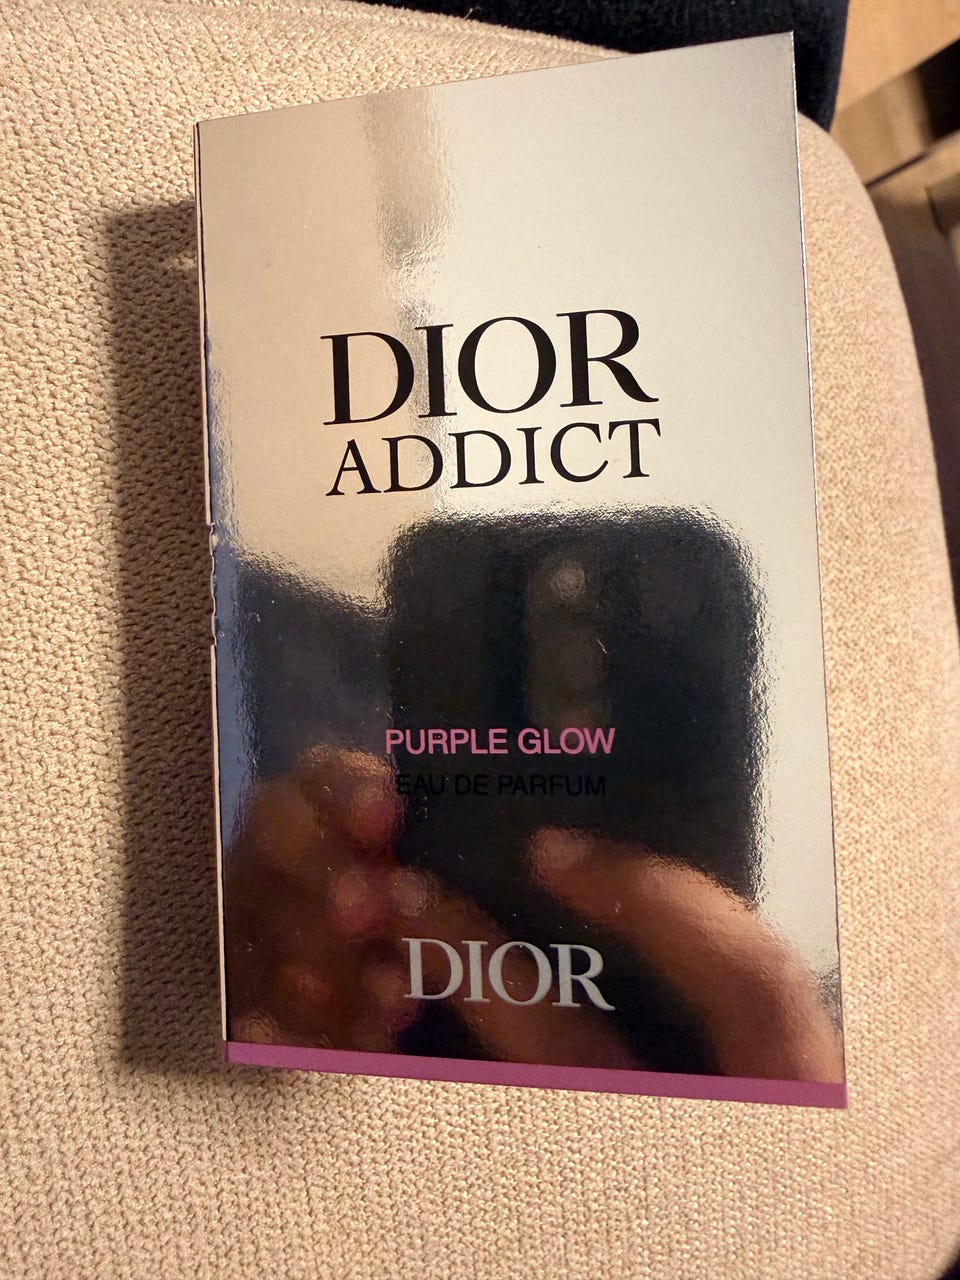 DIOR
ADDICT
PURPLE GLOW
EAU DE PARFUM
DIOR